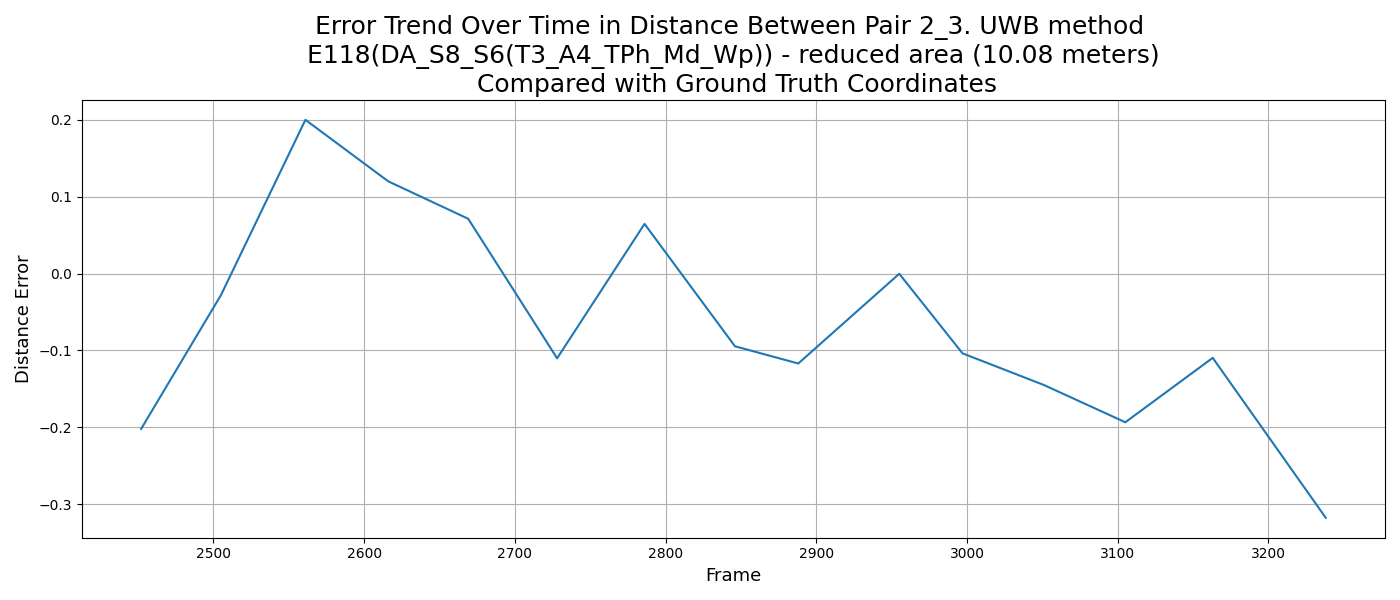 Error Trend Over Time in Distance Between Pair 2_3. UWB method
E118(DA_S8_S6(T3_A4_TPh_Md_Wp)) - reduced area (10.08 meters)
Compared with Ground Truth Coordinates
Distance Error
0.2
0.1
0.0
−0.1
−0.2
−0.3
2500 2600 2700 2800 2900 3000 3100 3200
Frame